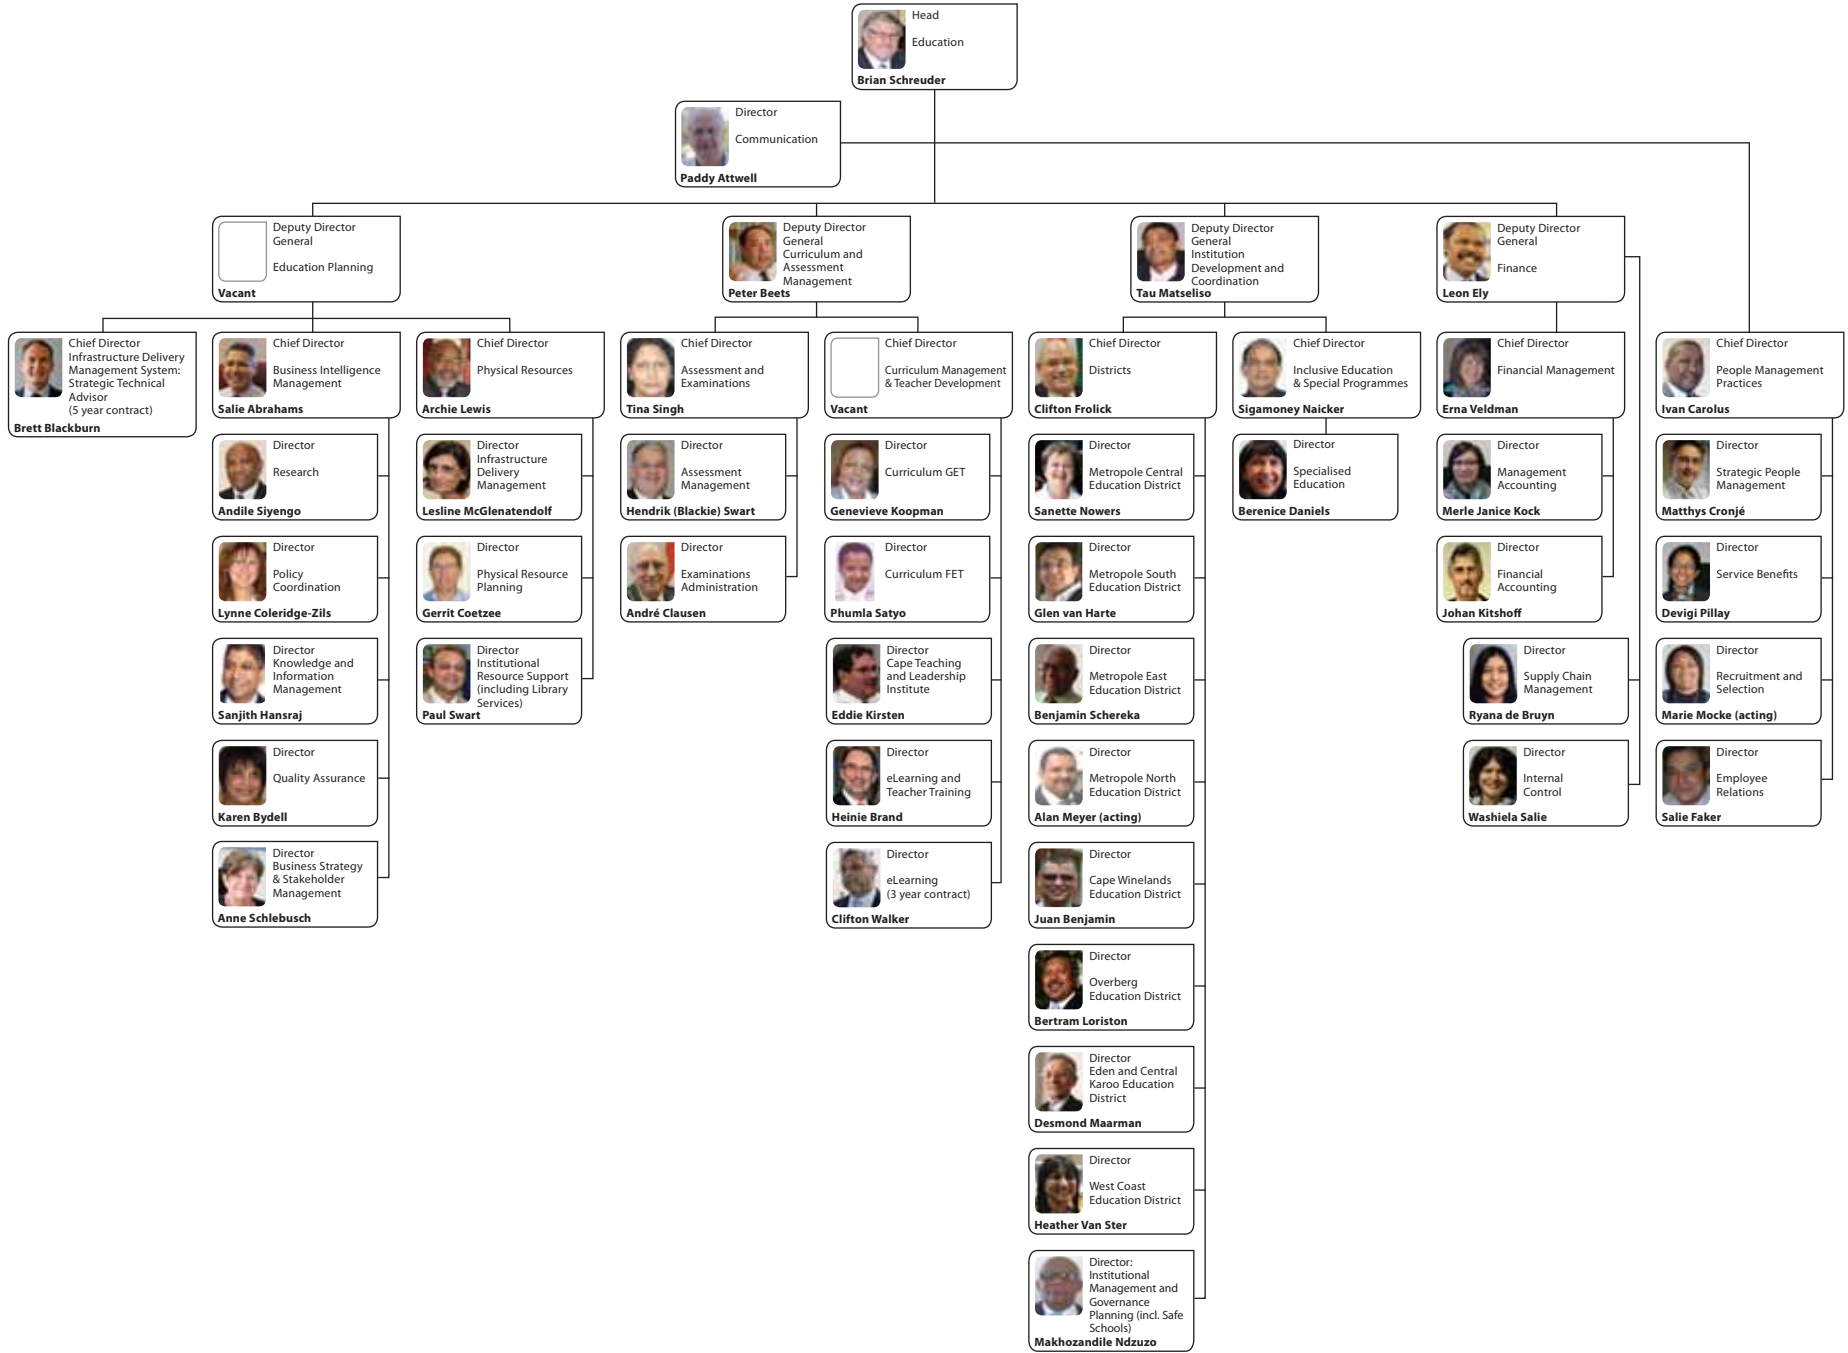 Head
Education
Brian Schreuder
Director
Communication
Paddy Attwell
Deputy Director
General
Education Planning
Vacant
Deputy Director
General
Curriculum and
Assessment
Management
Peter Beets
Deputy Director
General
Institution
Development and
Coordination
Tau Matseliso
Deputy Director
General
Finance
Leon Ely
Chief Director
Infrastructure Delivery
Management System:
Strategic Technical
Advisor
(5 year contract)
Brett Blackburn
Chief Director
Business Intelligence
Management
Salie Abrahams
Chief Director
Physical Resources
Archie Lewis
Chief Director
Assessment and
Examinations
Tina Singh
Chief Director
Curriculum Management
& Teacher Development
Vacant
Chief Director
Districts
Clifton Frolick
Chief Director
Inclusive Education
& Special Programmes
Sigamoney Naicker
Chief Director
Financial Management
Erna Veldman
Chief Director
People Management
Practices
Ivan Carolus
Director
Research
Andile Siyengo
Director
Infrastructure
Delivery
Management
Lesline McGlenatendolf
Director
Assessment
Management
Hendrik (Blackie) Swart
Director
Curriculum GET
Genevieve Koopman
Director
Metropole Central
Education District
Sanette Nowers
Director
Specialised
Education
Berenice Daniels
Director
Management
Accounting
Merle Janice Kock
Director
Strategic People
Management
Matthys Cronjé
Director
Policy
Coordination
Lynne Coleridge-Zils
Director
Physical Resource
Planning
Gerrit Coetzee
Director
Examinations
Administration
André Clausen
Director
Curriculum FET
Phumla Satyo
Director
Metropole South
Education District
Glen van Harte
Director
Financial
Accounting
Johan Kitshoff
Director
Service Benefits
Devigi Pillay
Director
Knowledge and
Information
Management
Sanjith Hansraj
Director
Institutional
Resource Support
(including Library
Services)
Paul Swart
Director
Cape Teaching
and Leadership
Institute
Eddie Kirsten
Director
Metropole East
Education District
Benjamin Schereka
Director
Supply Chain
Management
Ryana de Bruyn
Director
Recruitment and
Selection
Marie Mocke (acting)
Director
Quality Assurance
Karen Bydell
Director
eLearning and
Teacher Training
Heinie Brand
Director
Metropole North
Education District
Alan Meyer (acting)
Director
Internal
Control
Washiela Salie
Director
Employee
Relations
Salie Faker
Director
Business Strategy
& Stakeholder
Management
Anne Schlebusch
Director
eLearning
(3 year contract)
Clifton Walker
Director
Cape Winelands
Education District
Juan Benjamin
Director
Overberg
Education District
Bertram Loriston
Director
Eden and Central
Karoo Education
District
Desmond Maarman
Director
West Coast
Education District
Heather Van Ster
Director:
Institutional
Management and
Governance
Planning (incl. Safe
Schools)
Makhozandile Ndzuzo